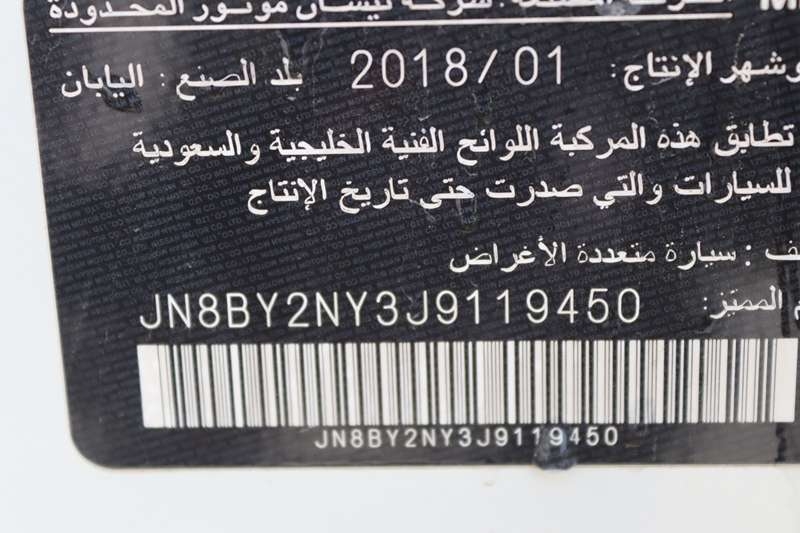 شركة نيسان موتور المحدودة
وشهر الإنتاج: 2018/01 بلد الصنع : اليابان
تطابق هذه المركبة اللوائح الفنية الخليجية والسعودية
للسيارات والتي صدرت حتى تاريخ الإنتاج
: سيارة متعددة الأغراض
المميّز: JN8BY2NY3J9119450
JN8BY2NY3J9119450